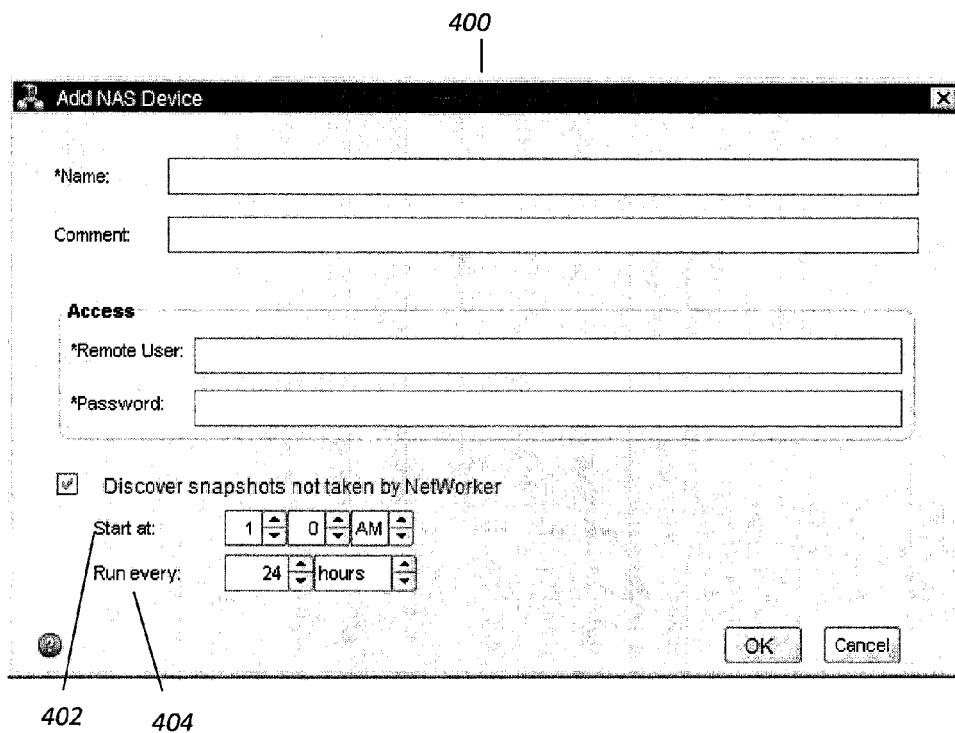 400
Add NAS Device
*Name:
Comment:
Access
*Remote User:
*Password:
Discover snapshots not taken by NetWorker
Start at: 1 0 AM
Run every: 24 hours
OK Cancel
402 404